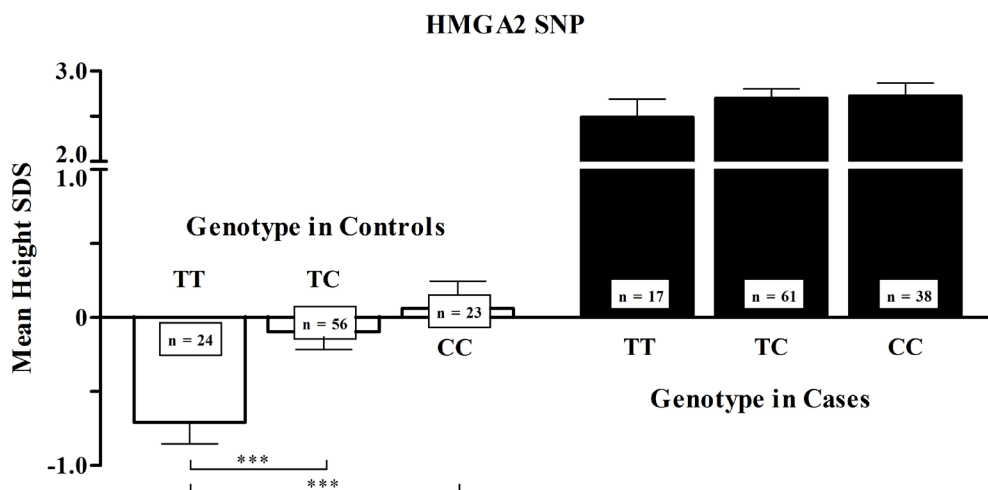 HMGA2 SNP
3.0
2.0
1.0
0
-1.0
Mean Height SDS
Genotype in Controls
TT TC
n = 24 n = 56 n = 23
CC
n = 17 n = 61 n = 38
TT TC CC
Genotype in Cases
***
***